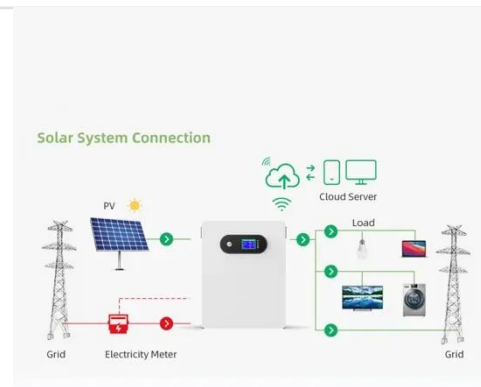 Solar System Connection
Cloud Server
PV
Load
Grid
Electricity Meter
Grid